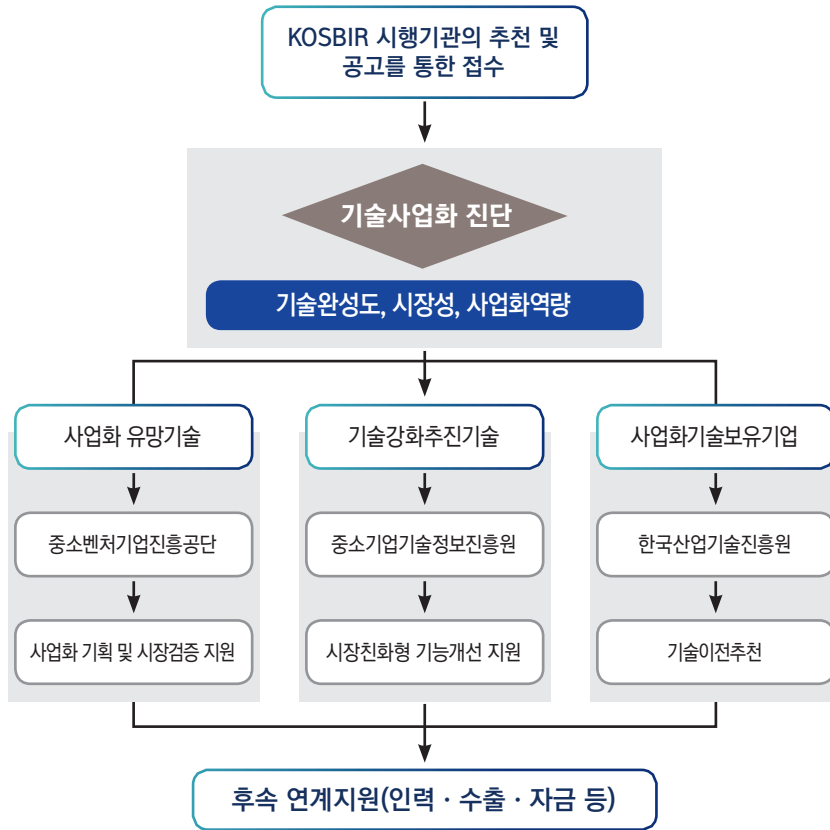 KOSBIR 시행기관의 추천 및
공고를 통한 접수
기술사업화 진단
기술완성도, 시장성, 사업화역량
사업화 유망기술
기술강화추진기술
사업화기술보유기업
중소벤처기업진흥공단
중소기업기술정보진흥원
한국산업기술진흥원
사업화 기획 및 시장검증 지원
시장친화형 기능개선 지원
기술이전추천
후속 연계지원(인력 · 수출 · 자금 등)